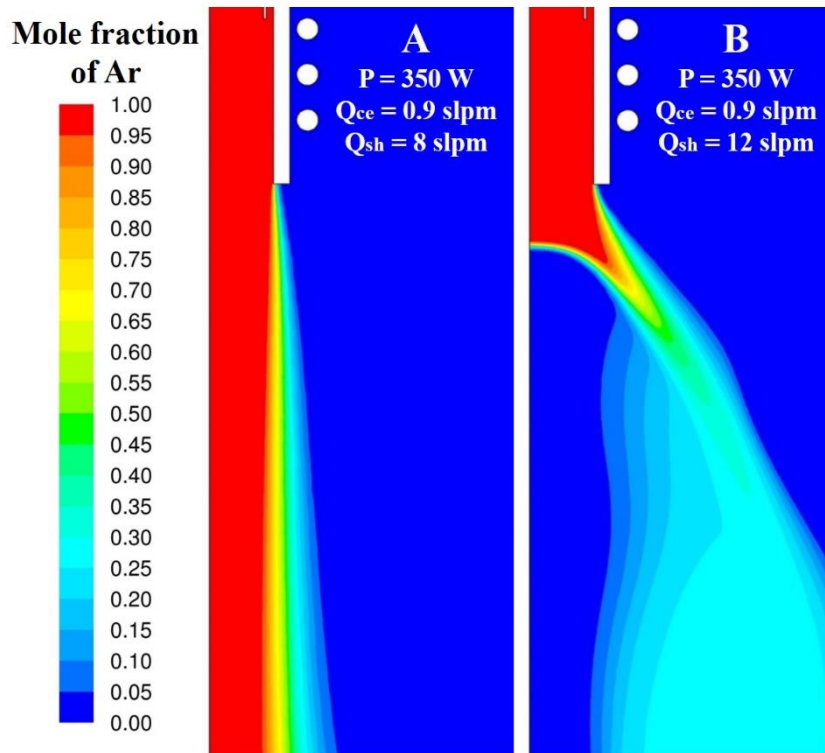 Mole fraction
of Ar
1.00
0.95
0.90
0.85
0.80
0.75
0.70
0.65
0.60
0.55
0.50
0.45
0.40
0.35
0.30
0.25
0.20
0.15
0.10
0.05
0.00
A
P = 350 W
Qce = 0.9 slpm
Qsh = 8 slpm
B
P = 350 W
Qce = 0.9 slpm
Qsh = 12 slpm